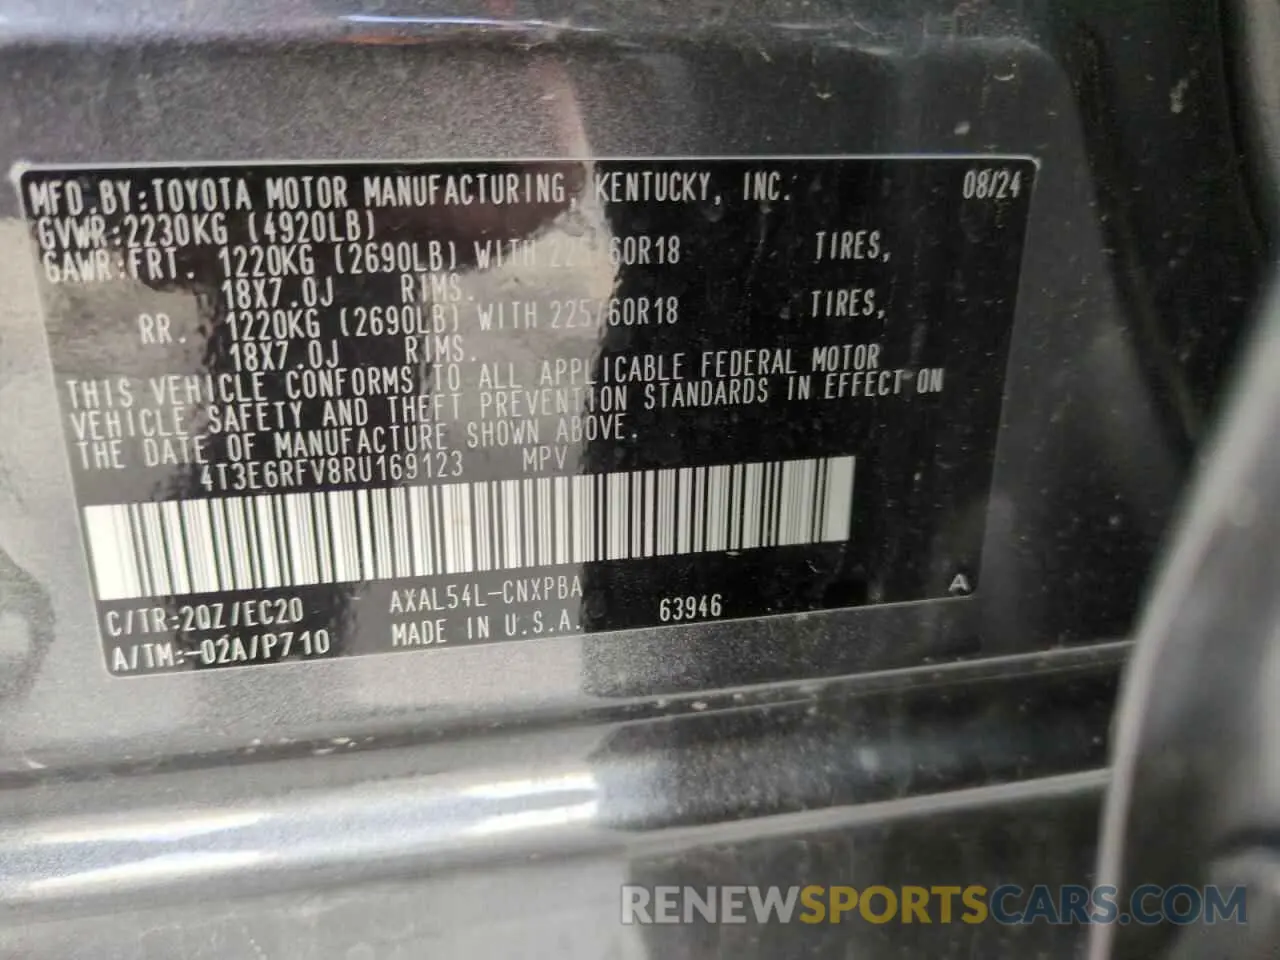 MFD.BY:TOYOTA MOTOR MANUFACTURING, KENTUCKY, INC. 08/24
GVWR:2230KG (4920LB)
GAWR:FRT. 1220KG (2690LB) WITH 225/60R18 TIRES,
18X7.0J RIMS.
RR. 1220KG (2690LB) WITH 225/60R18 TIRES,
18X7.0J RIMS.
THIS VEHICLE CONFORMS TO ALL APPLICABLE FEDERAL MOTOR
VEHICLE SAFETY AND THEFT PREVENTION STANDARDS IN EFFECT ON
THE DATE OF MANUFACTURE SHOWN ABOVE.
4T3E6RFV8RU169123 MPV
C/TR:2QZ/EC20 AXAL54L-CNXPBA
A/TM:-02A/P710 MADE IN U.S.A. 63946 A
RENEWSPORTSCARS.COM